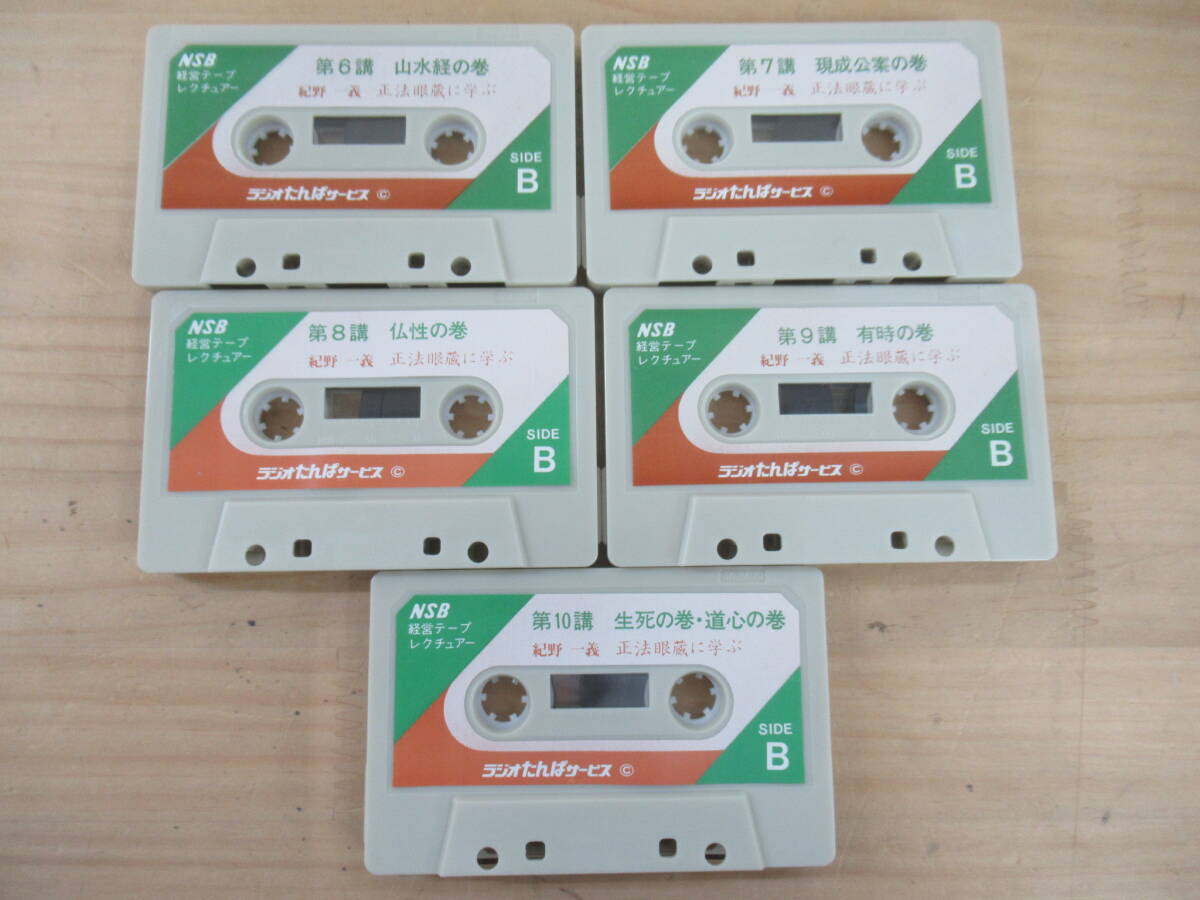 NSB
経営テープ
レクチュアー
第6講 山水経の巻
紀野 一義 正法眼蔵に学ぶ
SIDE
B
ラジオたんぱサービス ©
NSB
経営テープ
レクチュアー
第7講 現成公案の巻
紀野 一義 正法眼蔵に学ぶ
SIDE
B
ラジオたんぱサービス ©
NSB
経営テープ
レクチュアー
第8講 仏性の巻
紀野 一義 正法眼蔵に学ぶ
SIDE
B
ラジオたんぱサービス ©
NSB
経営テープ
レクチュアー
第9講 有時の巻
紀野 一義 正法眼蔵に学ぶ
SIDE
B
ラジオたんぱサービス ©
NSB
経営テープ
レクチュアー
第10講 生死の巻・道心の巻
紀野 一義 正法眼蔵に学ぶ
SIDE
B
ラジオたんぱサービス ©